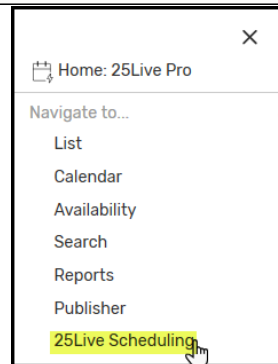 Home: 25Live Pro
Navigate to...
List
Calendar
Availability
Search
Reports
Publisher
25Live Scheduling